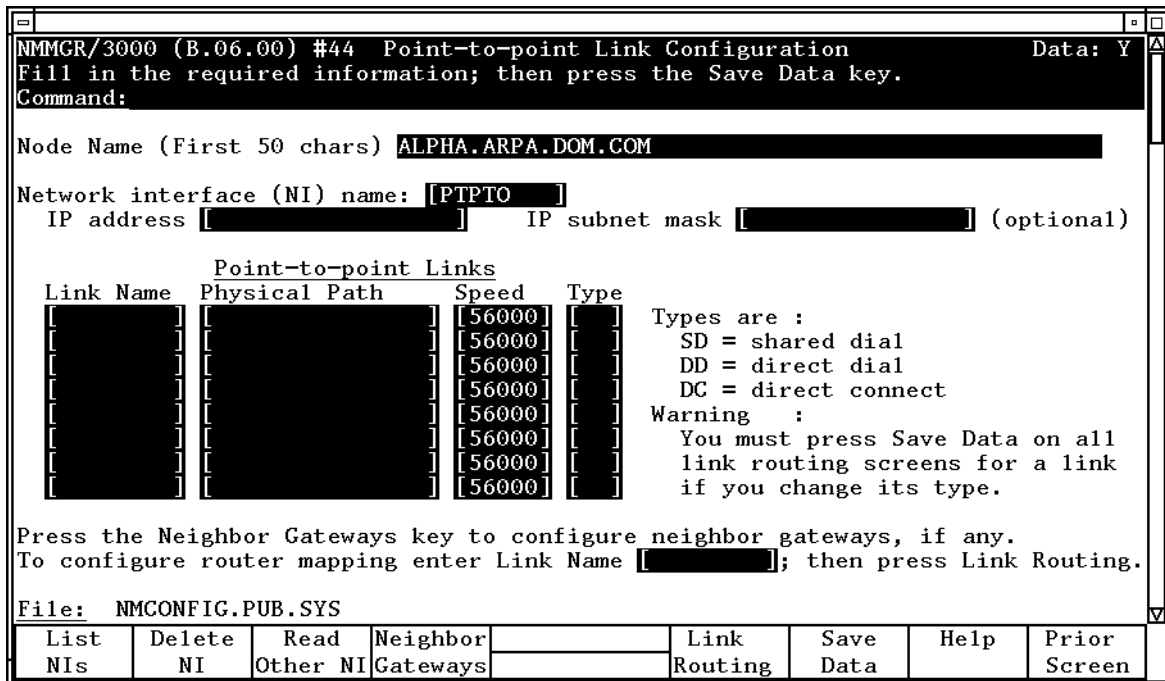 NMMGR/3000 (B.06.00) #44 Point-to-point Link Configuration Data: Y
Fill in the required information; then press the Save Data key.
Command:
Node Name (First 50 chars) ALPHA.ARPA.DOM.COM
Network interface (NI) name: [PTPTO ]
IP address [ ] IP subnet mask [ ] (optional)
Point-to-point Links
Link Name Physical Path Speed Type
[ ] [ ] [56000] [ ] Types are :
[ ] [ ] [56000] [ ] SD = shared dial
[ ] [ ] [56000] [ ] DD = direct dial
[ ] [ ] [56000] [ ] DC = direct connect
[ ] [ ] [56000] [ ] Warning :
[ ] [ ] [56000] [ ] You must press Save Data on all
[ ] [ ] [56000] [ ] link routing screens for a link
[ ] [ ] [56000] [ ] if you change its type.
Press the Neighbor Gateways key to configure neighbor gateways, if any.
To configure router mapping enter Link Name [ ]; then press Link Routing.
File: NMCONFIG.PUB.SYS
List Delete Read Neighbor Link Save Help Prior
NIs NI Other NI Gateways Routing Data Screen